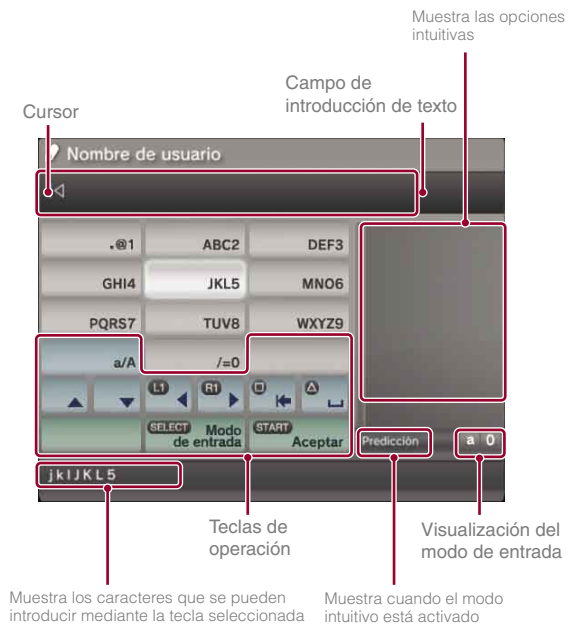 Muestra las opciones
intuitivas
Campo de
introducción de texto
Cursor
Nombre de usuario
.@1 ABC2 DEF3
GHI4 JKL5 MNO6
PQRS7 TUV8 WXYZ9
a/A /=0
L1 R1
SELECT Modo de entrada START Aceptar
Predicción a 0
jklJKL5
Teclas de
operación
Visualización del
modo de entrada
Muestra los caracteres que se pueden
introducir mediante la tecla seleccionada
Muestra cuando el modo
intuitivo está activado